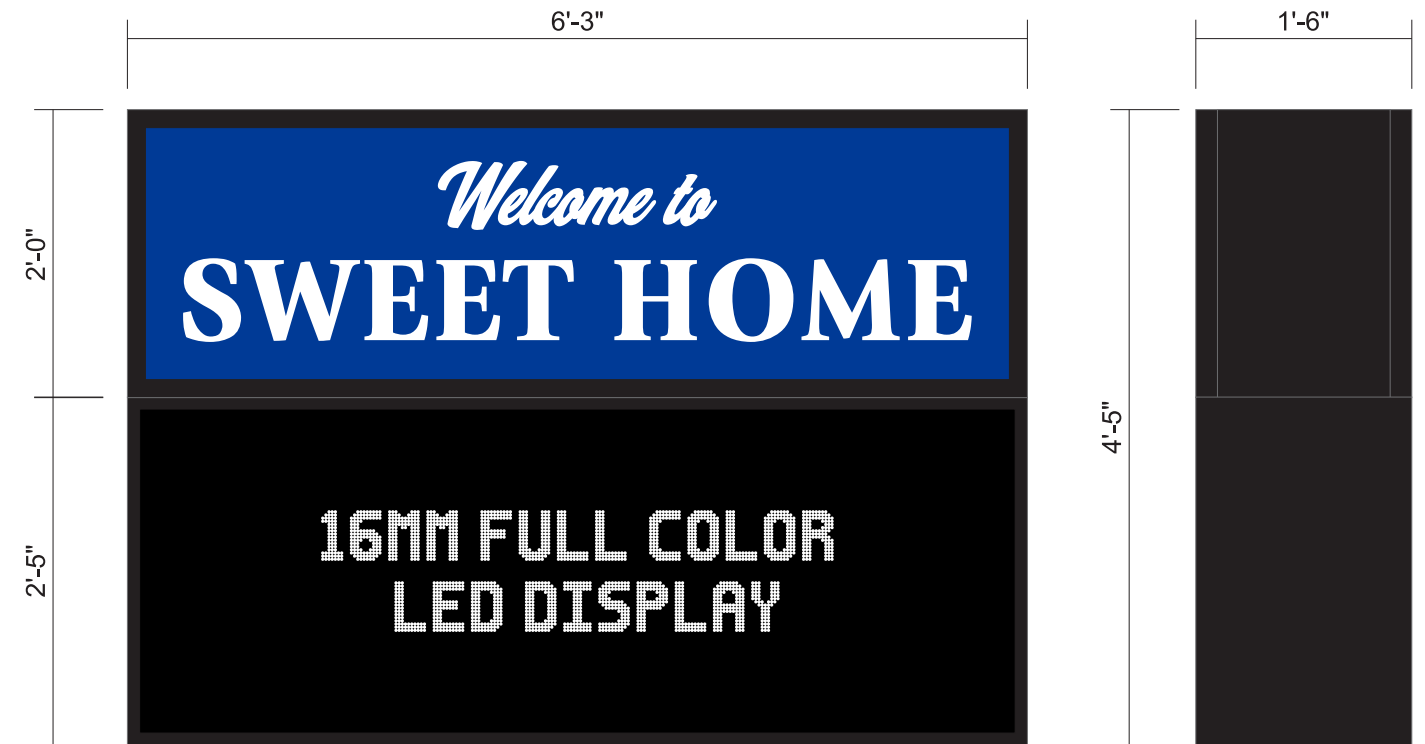 6'-3"
1'-6"
2'-0"
Welcome to
SWEET HOME
4'-5"
2'-5"
16MM FULL COLOR
LED DISPLAY